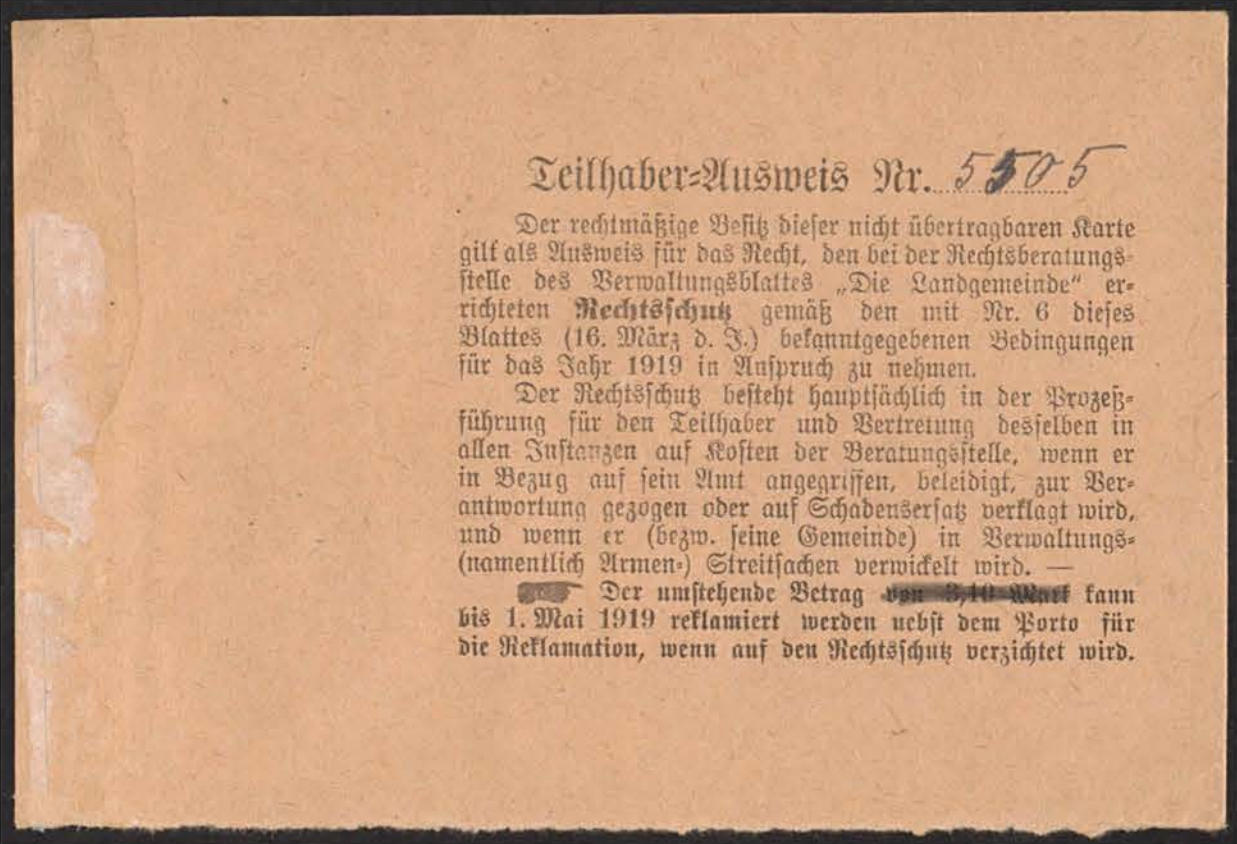 Teilhaber-Ausweis Nr. 5505
Der rechtmäßige Besitz dieser nicht übertragbaren Karte
gilt als Ausweis für das Recht, den bei der Rechtsberatungs-
stelle des Verwaltungsblattes „Die Landgemeinde“ er-
richteten Rechtsschutz gemäß den mit Nr. 6 dieses
Blattes (16. März d. J.) bekanntgegebenen Bedingungen
für das Jahr 1919 in Anspruch zu nehmen.
Der Rechtsschutz besteht hauptsächlich in der Prozeß-
führung für den Teilhaber und Vertretung desselben in
allen Instanzen auf Kosten der Beratungsstelle, wenn er
in Bezug auf sein Amt angegriffen, beleidigt, zur Ver-
antwortung gezogen oder auf Schadensersatz verklagt wird,
und wenn er (bezw. seine Gemeinde) in Verwaltungs-
(namentlich Armen-) Streitsachen verwickelt wird. —
Der umstehende Betrag von 3,10 Mark kann
bis 1. Mai 1919 reklamiert werden nebst dem Porto für
die Reklamation, wenn auf den Rechtsschutz verzichtet wird.